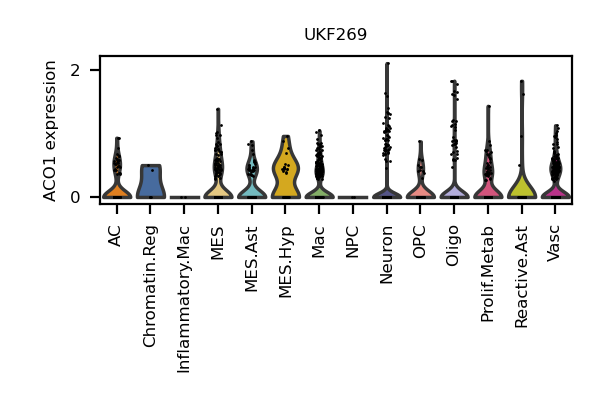 UKF269
ACO1 expression
2
0
AC
Chromatin.Reg
Inflammatory.Mac
MES
MES.Ast
MES.Hyp
Mac
NPC
Neuron
OPC
Oligo
Prolif.Metab
Reactive.Ast
Vasc